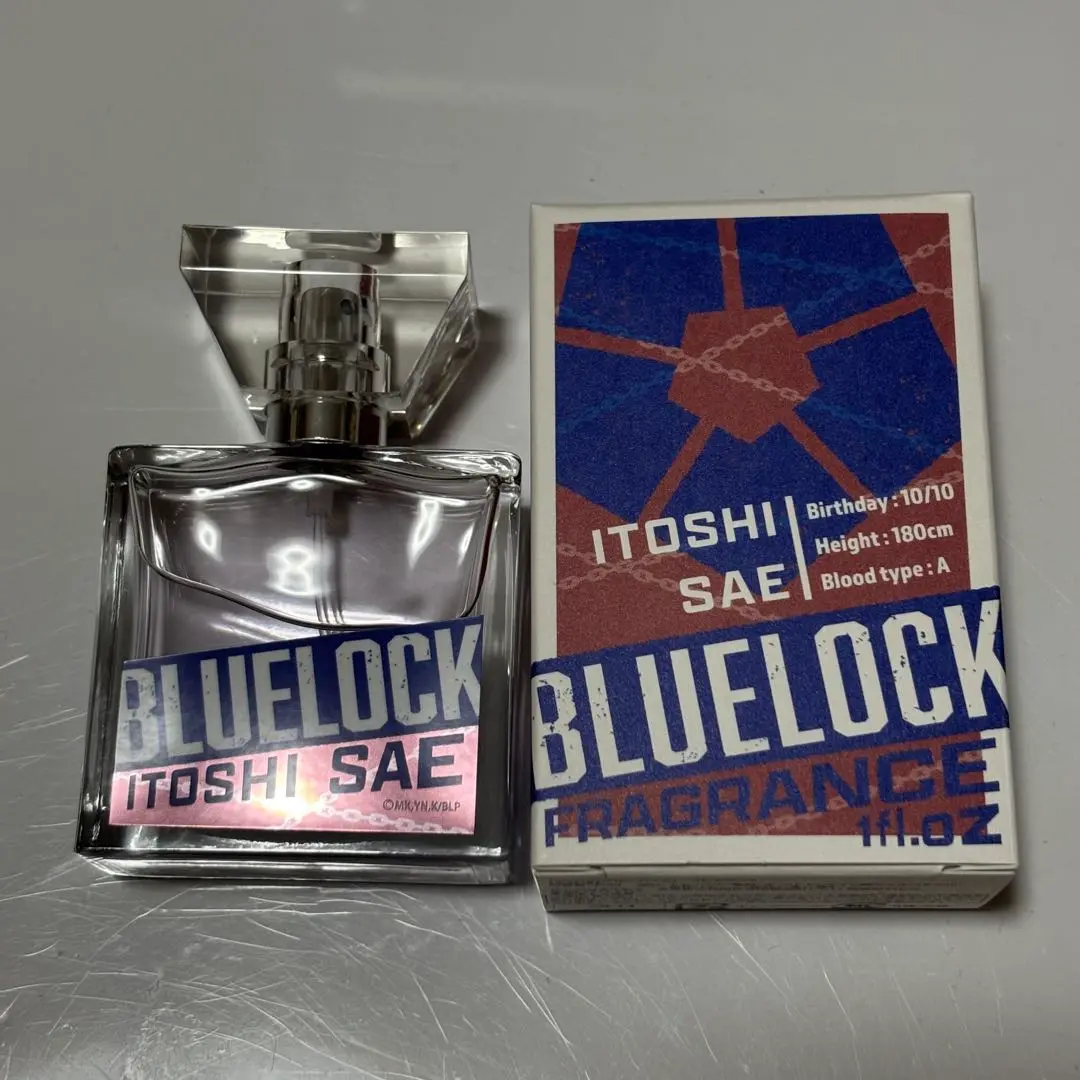 BLUELOCK
ITOSHI SAE
©MK,YN,K/BLP
ITOSHI
SAE
Birthday : 10/10
Height : 180cm
Blood type : A
BLUELOCK
FRAGRANCE
1fl.oz